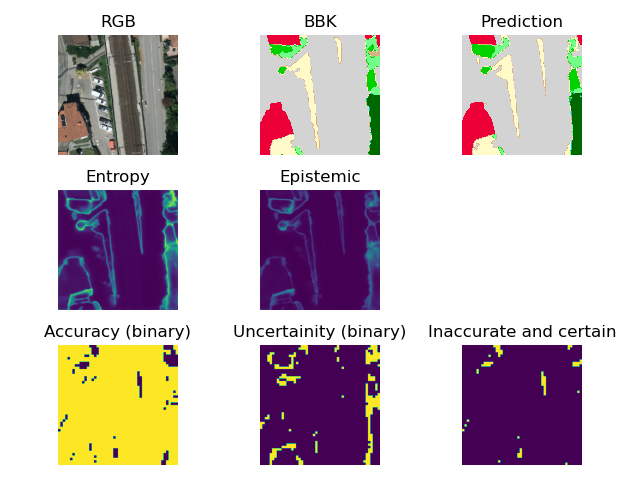 RGB
BBK
Prediction
Entropy
Epistemic
Accuracy (binary)
Uncertainity (binary)
Inaccurate and certain